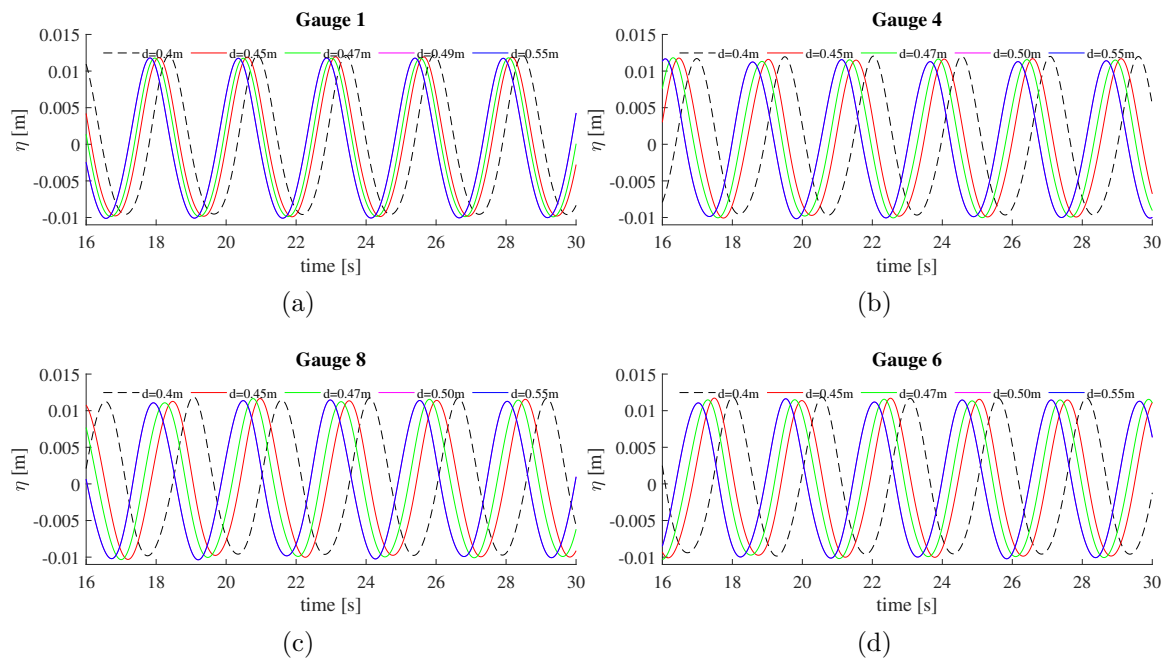 Gauge 1
0.015
0.01
0.005
0
-0.005
-0.01
η [m]
d=0.4m d=0.45m d=0.47m d=0.49m d=0.55m
16 18 20 22 24 26 28 30
time [s]
(a)
Gauge 4
0.015
0.01
0.005
0
-0.005
-0.01
η [m]
d=0.4m d=0.45m d=0.47m d=0.50m d=0.55m
16 18 20 22 24 26 28 30
time [s]
(b)
Gauge 8
0.015
0.01
0.005
0
-0.005
-0.01
η [m]
d=0.4m d=0.45m d=0.47m d=0.50m d=0.55m
16 18 20 22 24 26 28 30
time [s]
(c)
Gauge 6
0.015
0.01
0.005
0
-0.005
-0.01
η [m]
d=0.4m d=0.45m d=0.47m d=0.50m d=0.55m
16 18 20 22 24 26 28 30
time [s]
(d)